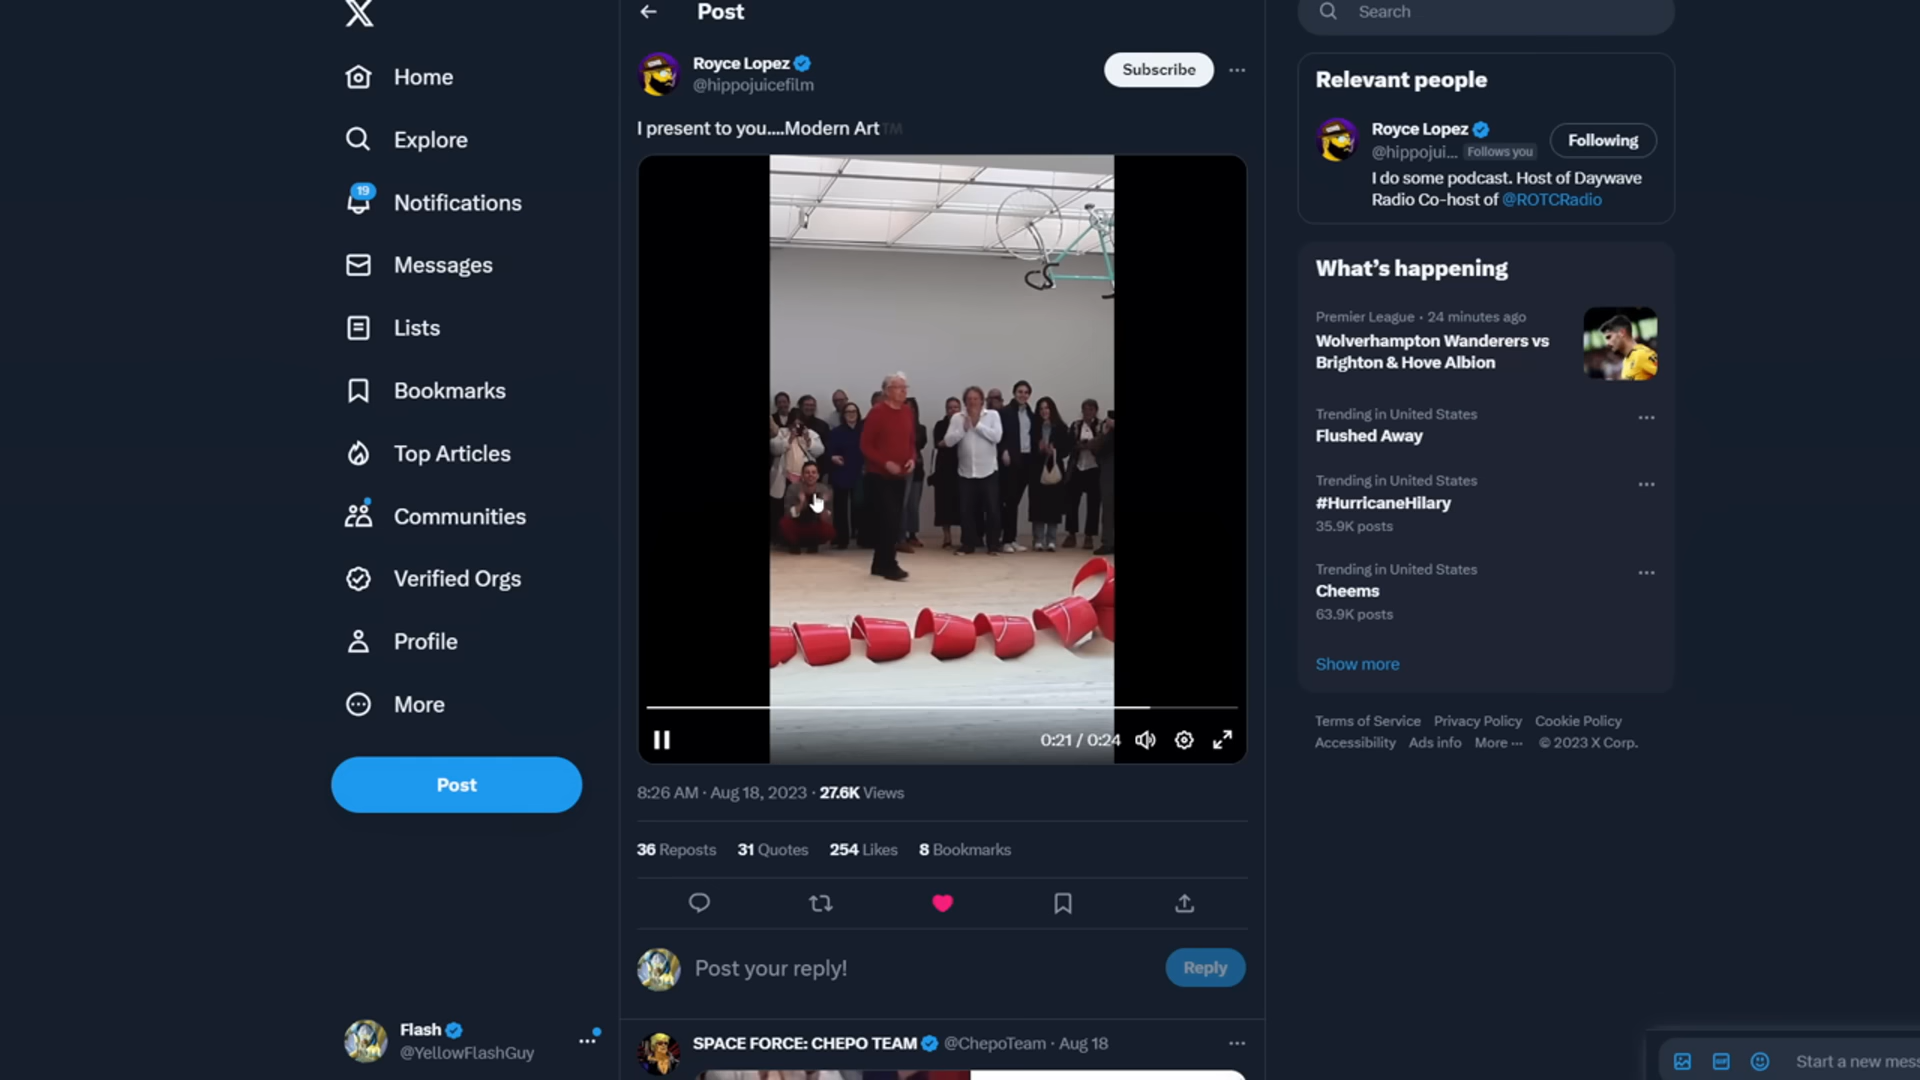 Home
Explore
19
Notifications
Messages
Lists
Bookmarks
Top Articles
Communities
Verified Orgs
Profile
More
Post
Flash
@YellowFlashGuy
Post
Royce Lopez
@hippojuicefilm
Subscribe
I present to you....Modern Art™
0:21 / 0:24
8:26 AM · Aug 18, 2023 · 27.6K Views
36 Reposts 31 Quotes 254 Likes 8 Bookmarks
Post your reply!
Reply
SPACE FORCE: CHEPO TEAM @ChepoTeam · Aug 18
Search
Relevant people
Royce Lopez
@hippojui... Follows you
Following
I do some podcast. Host of Daywave
Radio Co-host of @ROTCRadio
What's happening
Premier League · 24 minutes ago
Wolverhampton Wanderers vs
Brighton & Hove Albion
Trending in United States
Flushed Away
Trending in United States
#HurricaneHilary
35.9K posts
Trending in United States
Cheems
63.9K posts
Show more
Terms of Service Privacy Policy Cookie Policy
Accessibility Ads info More ··· © 2023 X Corp.
Start a new mess